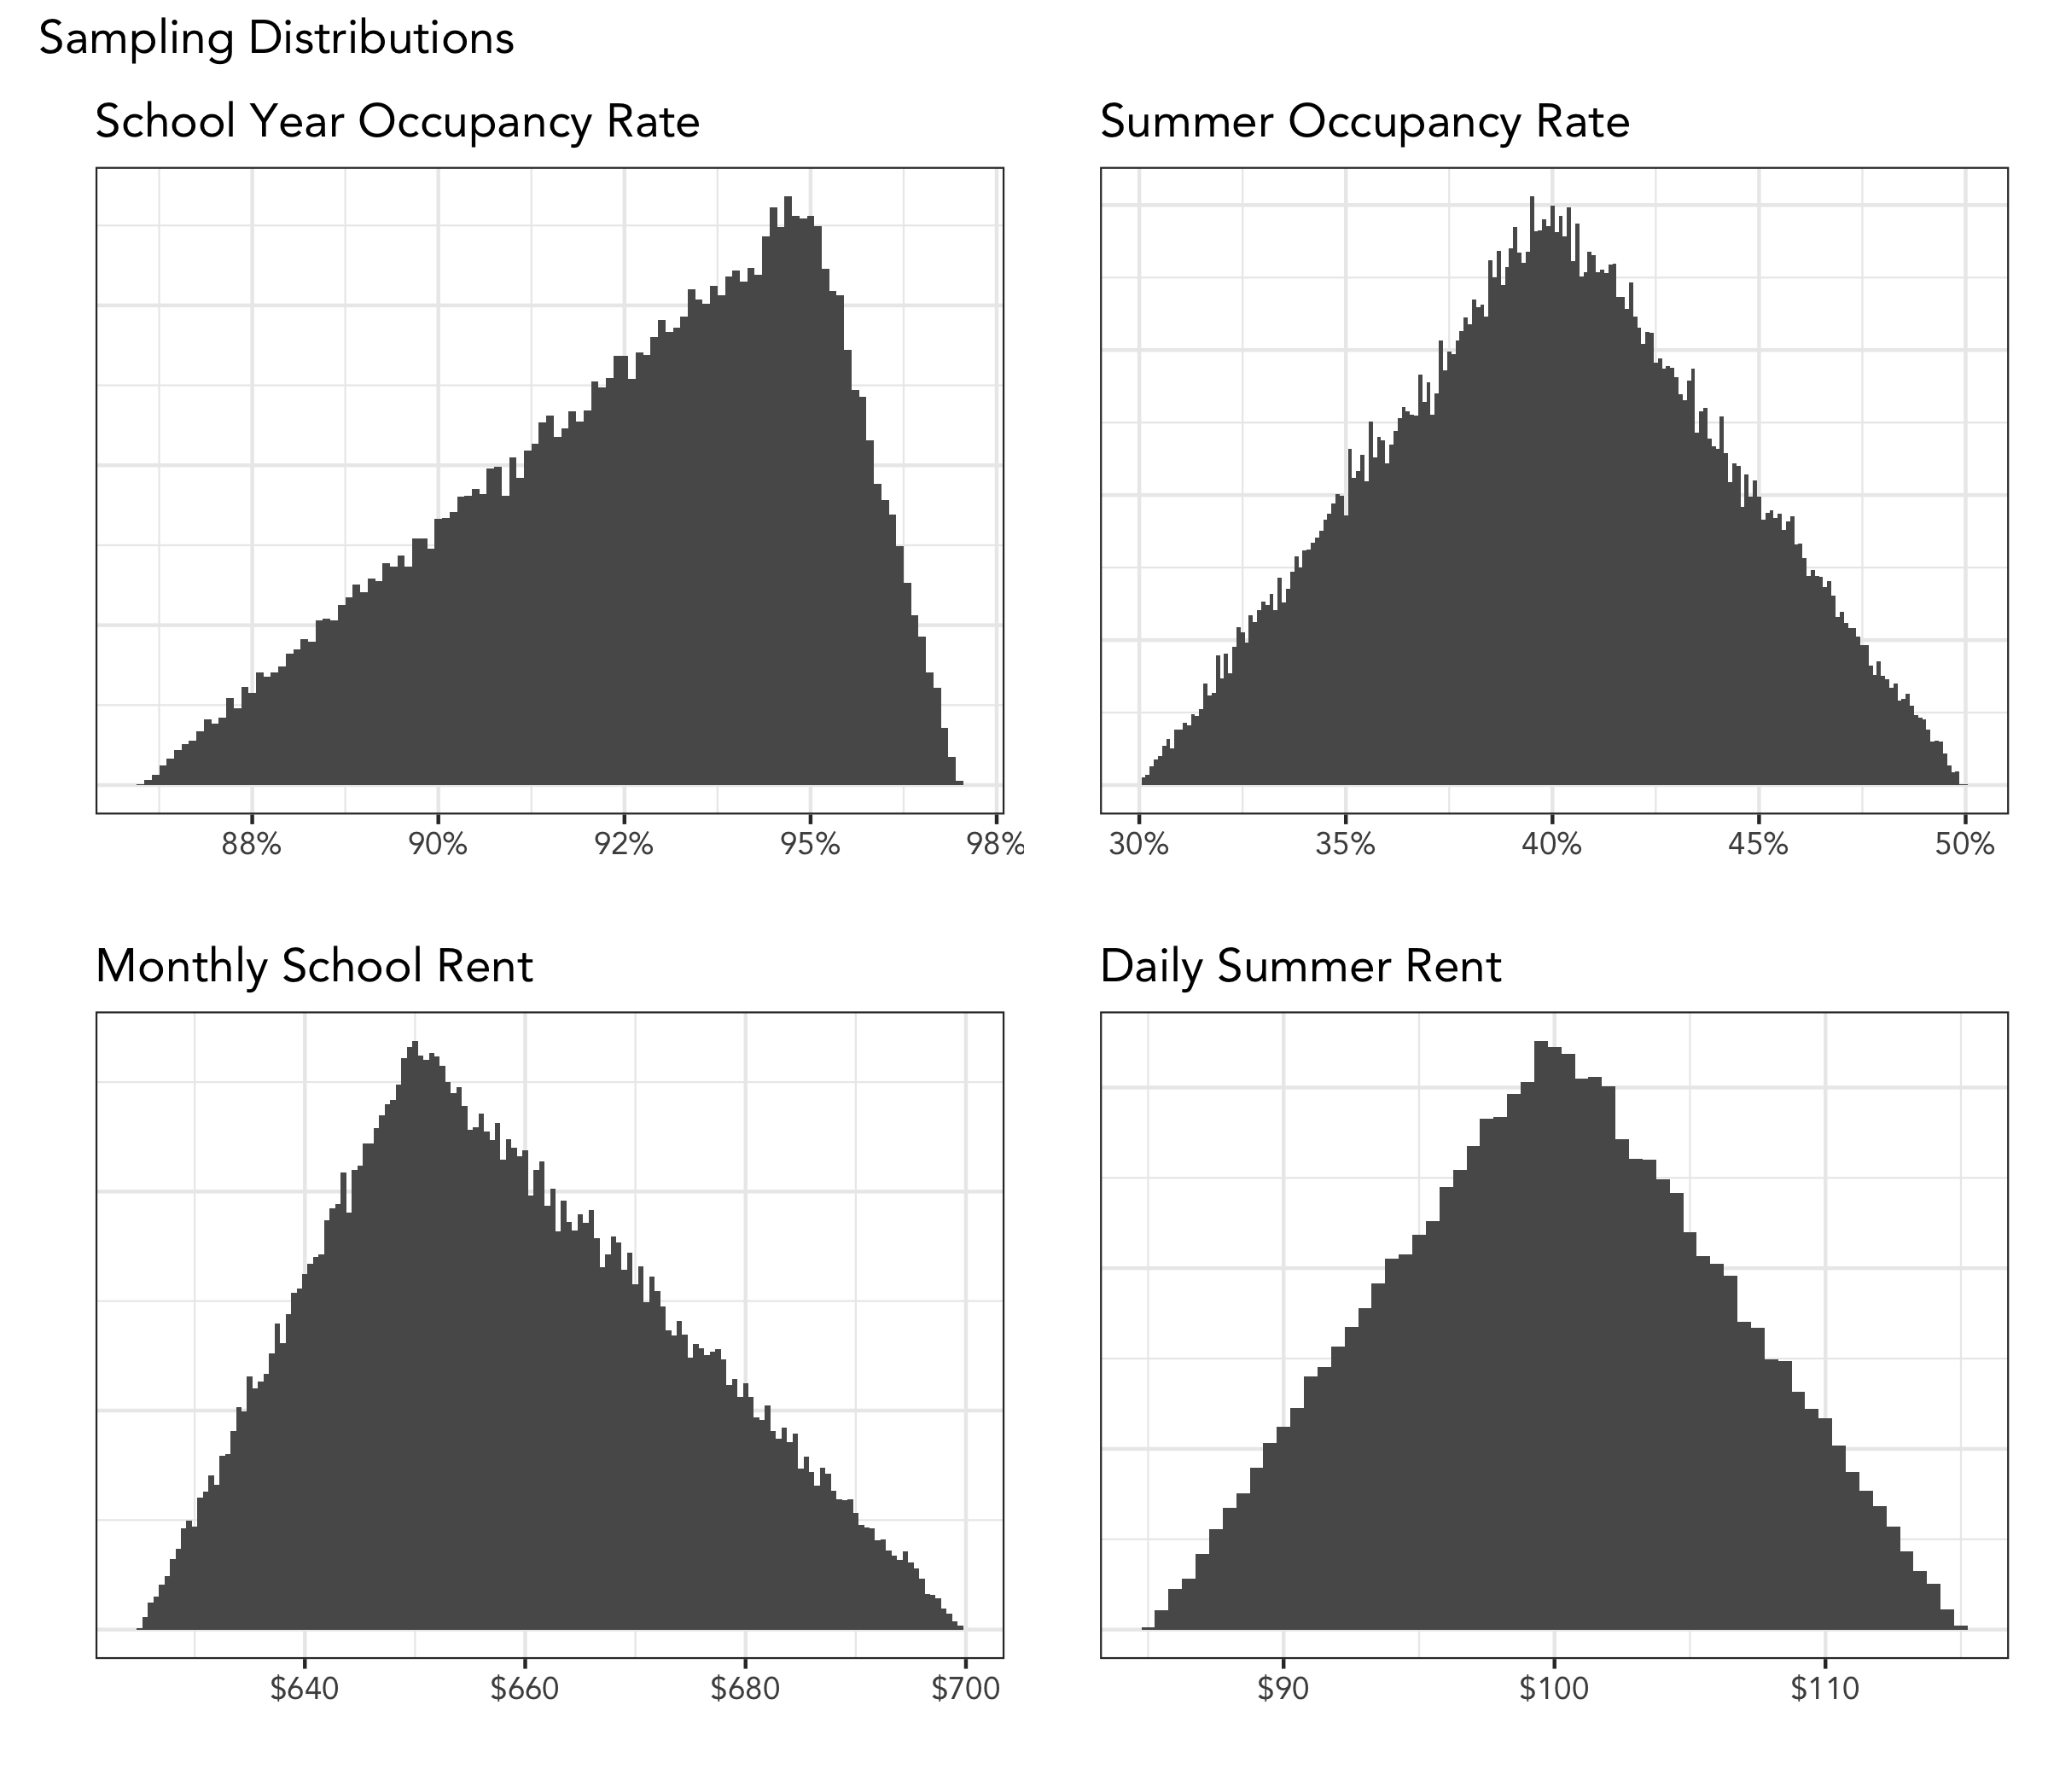 Sampling Distributions
School Year Occupancy Rate
88% 90% 92% 95% 98%
Summer Occupancy Rate
30% 35% 40% 45% 50%
Monthly School Rent
$640 $660 $680 $700
Daily Summer Rent
$90 $100 $110